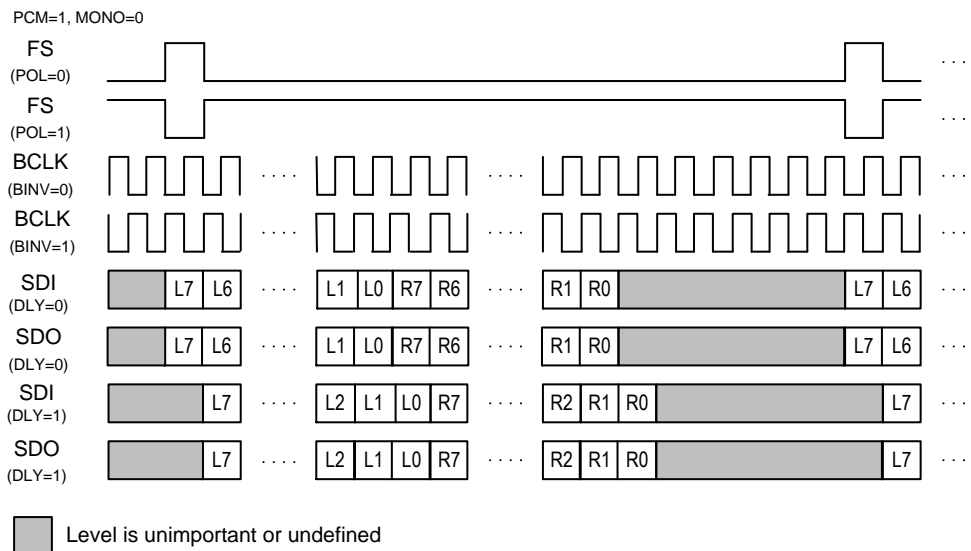 PCM=1, MONO=0
FS
(POL=0)
. . .
FS
(POL=1)
. . .
BCLK
(BINV=0)
. . . . . . . . . . .
BCLK
(BINV=1)
. . . . . . . . . . .
SDI
(DLY=0)
L7 L6 . . . . L1 L0 R7 R6 . . . . R1 R0 L7 L6 . . .
SDO
(DLY=0)
L7 L6 . . . . L1 L0 R7 R6 . . . . R1 R0 L7 L6 . . .
SDI
(DLY=1)
L7 . . . . L2 L1 L0 R7 . . . . R2 R1 R0 L7 . . .
SDO
(DLY=1)
L7 . . . . L2 L1 L0 R7 . . . . R2 R1 R0 L7 . . .
Level is unimportant or undefined